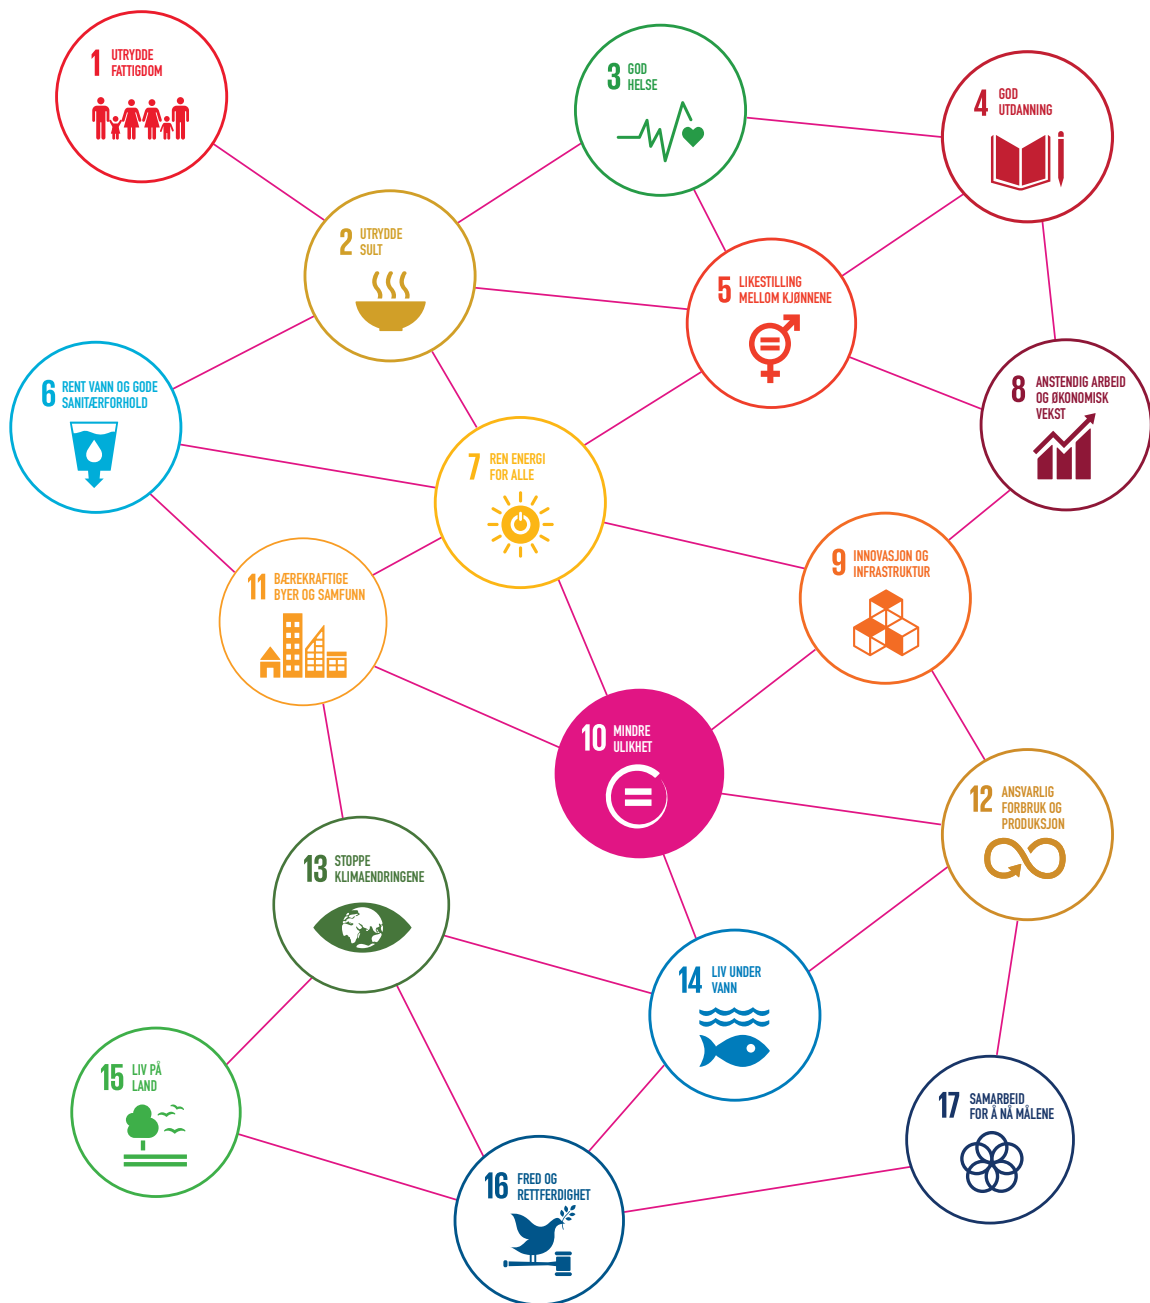 1 UTRYDDE
FATTIGDOM
3 GOD
HELSE
4 GOD
UTDANNING
2 UTRYDDE
SULT
5 LIKESTILLING
MELLOM KJØNNENE
6 RENT VANN OG GODE
SANITÆRFORHOLD
8 ANSTENDIG ARBEID
OG ØKONOMISK
VEKST
7 REN ENERGI
FOR ALLE
9 INNOVASJON OG
INFRASTRUKTUR
11 BÆREKRAFTIGE
BYER OG SAMFUNN
10 MINDRE
ULIKHET
12 ANSVARLIG
FORBRUK OG
PRODUKSJON
13 STOPPE
KLIMAENDRINGENE
14 LIV UNDER
VANN
15 LIV PÅ
LAND
17 SAMARBEID
FOR Å NÅ MÅLENE
16 FRED OG
RETTFERDIGHET